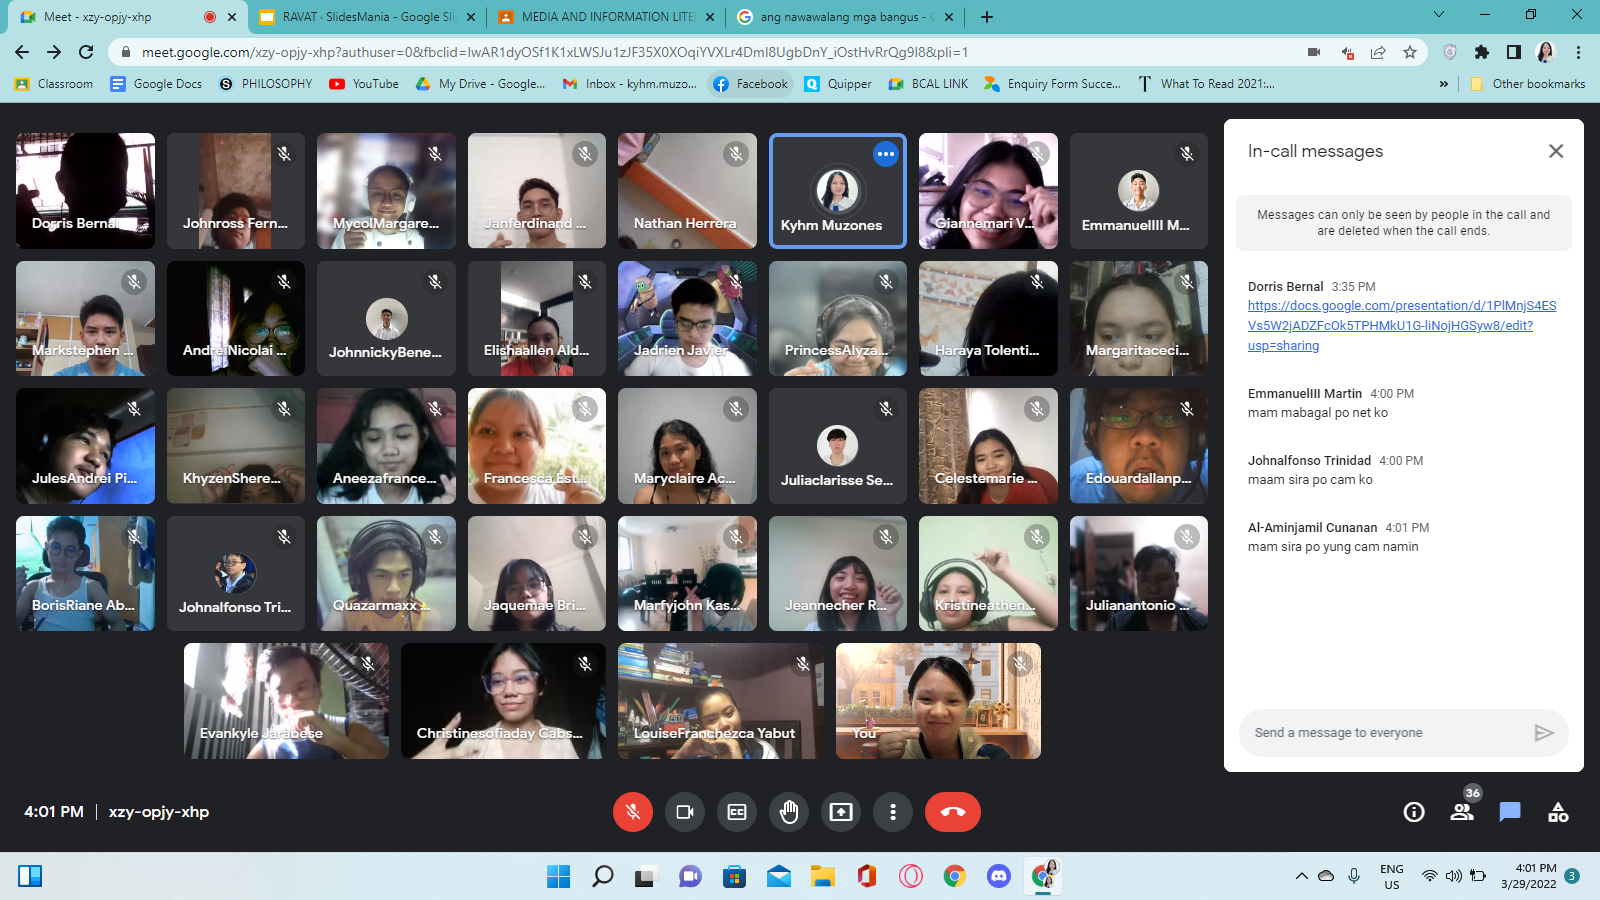 Meet - xzy-opjy-xhp
RAVAT · SlidesMania - Google Sli
MEDIA AND INFORMATION LITE
ang nawawalang mga bangus - G
meet.google.com/xzy-opjy-xhp?authuser=0&fbclid=IwAR1dyOSf1K1xLWSJu1zJF35X0XOqiYVXLr4DmI8UgbDnY_iOstHvRrQg9I8&pli=1
Classroom
Google Docs
PHILOSOPHY
YouTube
My Drive - Google...
Inbox - kyhm.muzo...
Facebook
Quipper
BCAL LINK
Enquiry Form Succe...
What To Read 2021:...
»
Other bookmarks
Dorris Bernal
Johnross Fern...
MycolMargare...
Janferdinand ...
Nathan Herrera
Kyhm Muzones
Giannemari V...
EmmanuelIII M...
Markstephen ...
AndreiNicolai ...
JohnnickyBene...
Elishaallen Ald...
Jadrien Javier
PrincessAlyza...
Haraya Tolenti...
Margaritaceci...
JulesAndrei Pi...
KhyzenShere...
Aneezafrance...
Francesca Est...
Maryclaire Ac...
Juliaclarisse Se...
Celestemarie ...
Edouardallanp...
BorisRiane Ab...
Johnalfonso Tri...
Quazarmaxx ...
Jaquemae Bri...
Marfyjohn Kas...
Jeannecher R...
Kristineathen...
Julianantonio ...
Evankyle Jarabese
Christinesofiaday Cabs...
LouiseFranchezca Yabut
You
In-call messages
Messages can only be seen by people in the call and
are deleted when the call ends.
Dorris Bernal 3:35 PM
https://docs.google.com/presentation/d/1PlMnjS4ES
Vs5W2jADZFcOk5TPHMkU1G-liNojHGSyw8/edit?
usp=sharing
EmmanuelIII Martin 4:00 PM
mam mabagal po net ko
Johnalfonso Trinidad 4:00 PM
maam sira po cam ko
Al-Aminjamil Cunanan 4:01 PM
mam sira po yung cam namin
Send a message to everyone
4:01 PM | xzy-opjy-xhp
CC
36
ENG
US
4:01 PM
3/29/2022
3